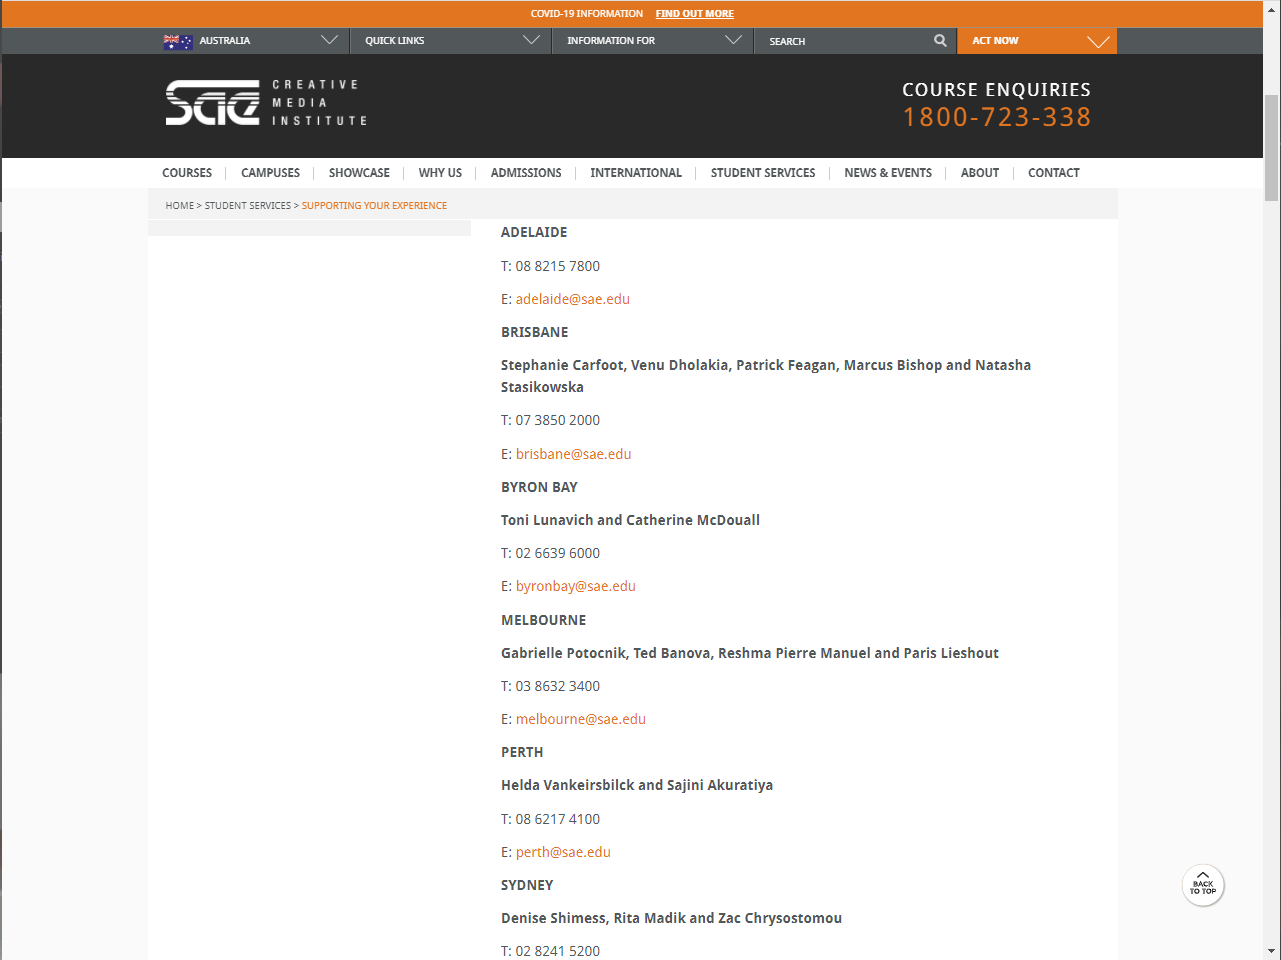 COVID-19 INFORMATION FIND OUT MORE
AUSTRALIA QUICK LINKS INFORMATION FOR SEARCH ACT NOW
sae CREATIVE MEDIA INSTITUTE
COURSE ENQUIRIES
1800-723-338
COURSES CAMPUSES SHOWCASE WHY US ADMISSIONS INTERNATIONAL STUDENT SERVICES NEWS & EVENTS ABOUT CONTACT
HOME > STUDENT SERVICES > SUPPORTING YOUR EXPERIENCE
ADELAIDE
T: 08 8215 7800
E: adelaide@sae.edu
BRISBANE
Stephanie Carfoot, Venu Dholakia, Patrick Feagan, Marcus Bishop and Natasha
Stasikowska
T: 07 3850 2000
E: brisbane@sae.edu
BYRON BAY
Toni Lunavich and Catherine McDouall
T: 02 6639 6000
E: byronbay@sae.edu
MELBOURNE
Gabrielle Potocnik, Ted Banova, Reshma Pierre Manuel and Paris Lieshout
T: 03 8632 3400
E: melbourne@sae.edu
PERTH
Helda Vankeirsbilck and Sajini Akuratiya
T: 08 6217 4100
E: perth@sae.edu
SYDNEY
Denise Shimess, Rita Madik and Zac Chrysostomou
T: 02 8241 5200
BACK
TO TOP